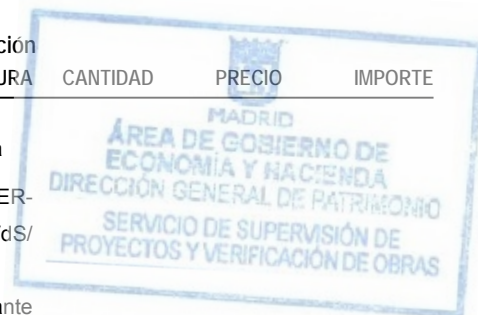 ción
URA CANTIDAD PRECIO IMPORTE
MADRID
ÁREA DE GOBIERNO DE
ECONOMÍA Y HACIENDA
DIRECCIÓN GENERAL DE PATRIMONIO
SERVICIO DE SUPERVISIÓN DE
PROYECTOS Y VERIFICACIÓN DE OBRAS
a
ER-
/dS/
ante